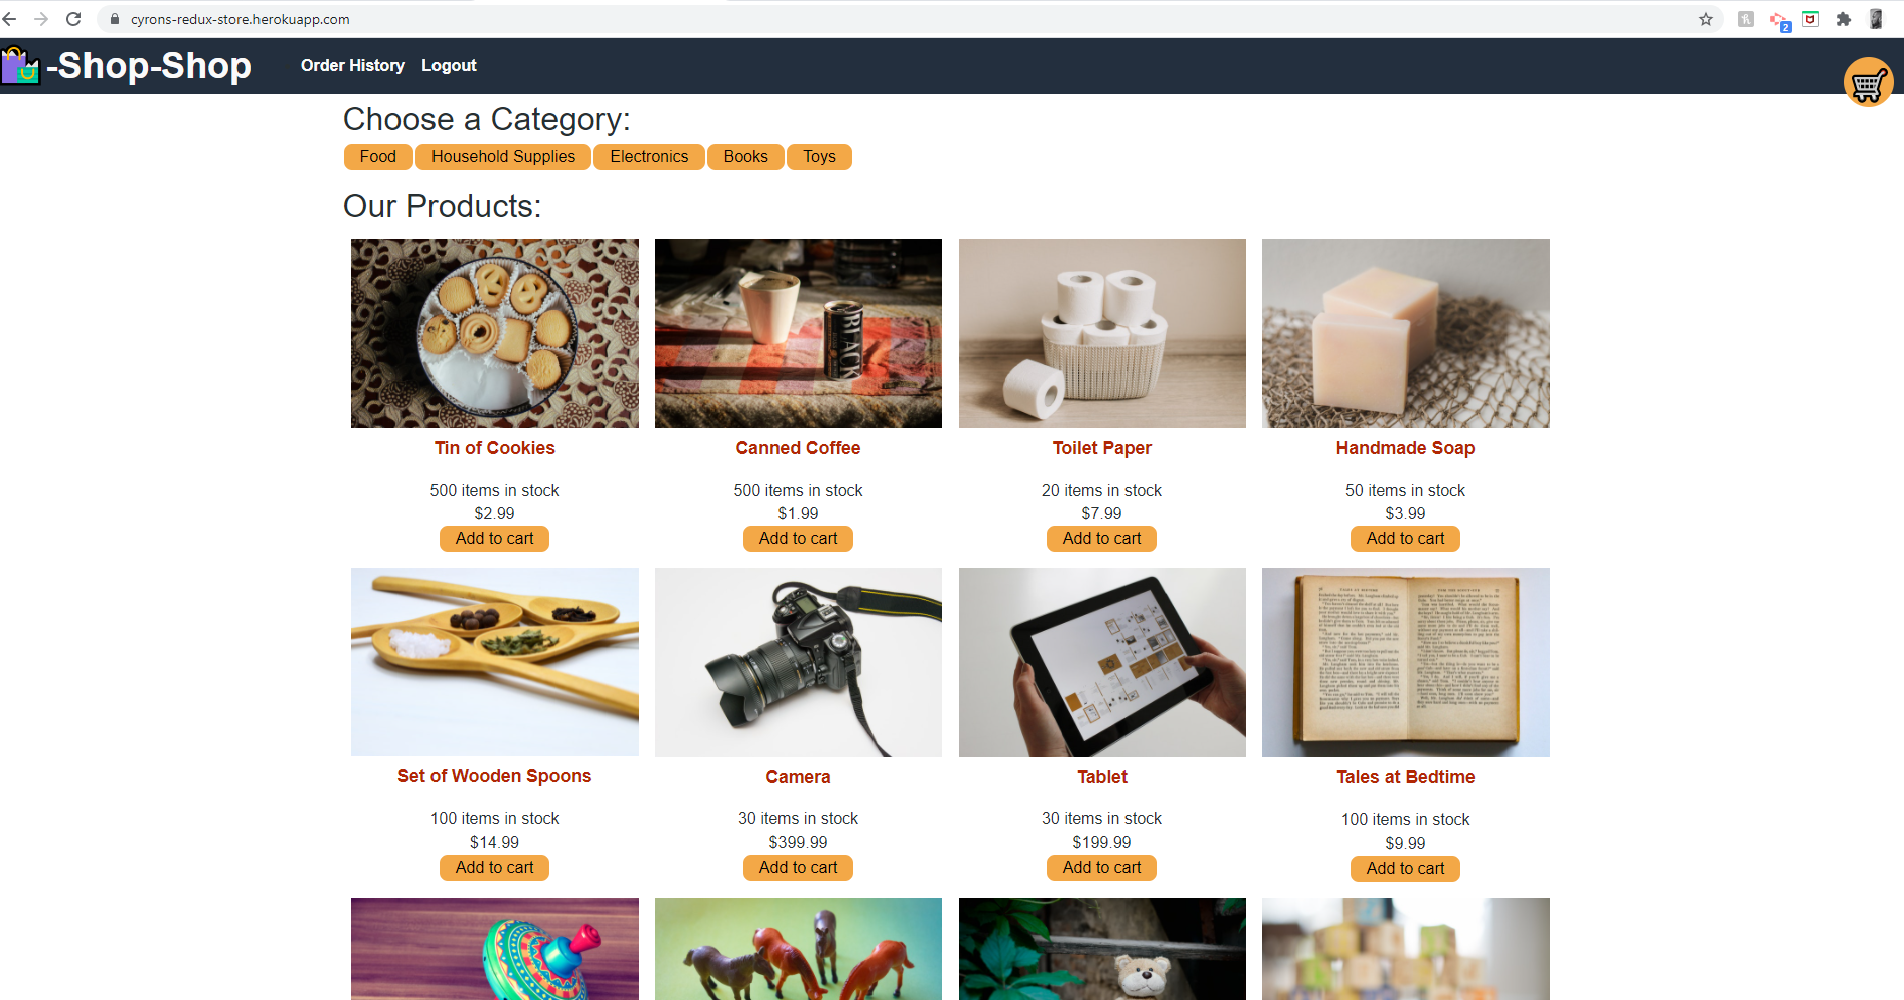 cyrons-redux-store.herokuapp.com
2
-Shop-Shop
Order History Logout
Choose a Category:
Food Household Supplies Electronics Books Toys
Our Products:
BLACK
Tin of Cookies
500 items in stock
$2.99
Add to cart
Canned Coffee
500 items in stock
$1.99
Add to cart
Toilet Paper
20 items in stock
$7.99
Add to cart
Handmade Soap
50 items in stock
$3.99
Add to cart
Set of Wooden Spoons
100 items in stock
$14.99
Add to cart
Camera
30 items in stock
$399.99
Add to cart
Tablet
30 items in stock
$199.99
Add to cart
Tales at Bedtime
100 items in stock
$9.99
Add to cart